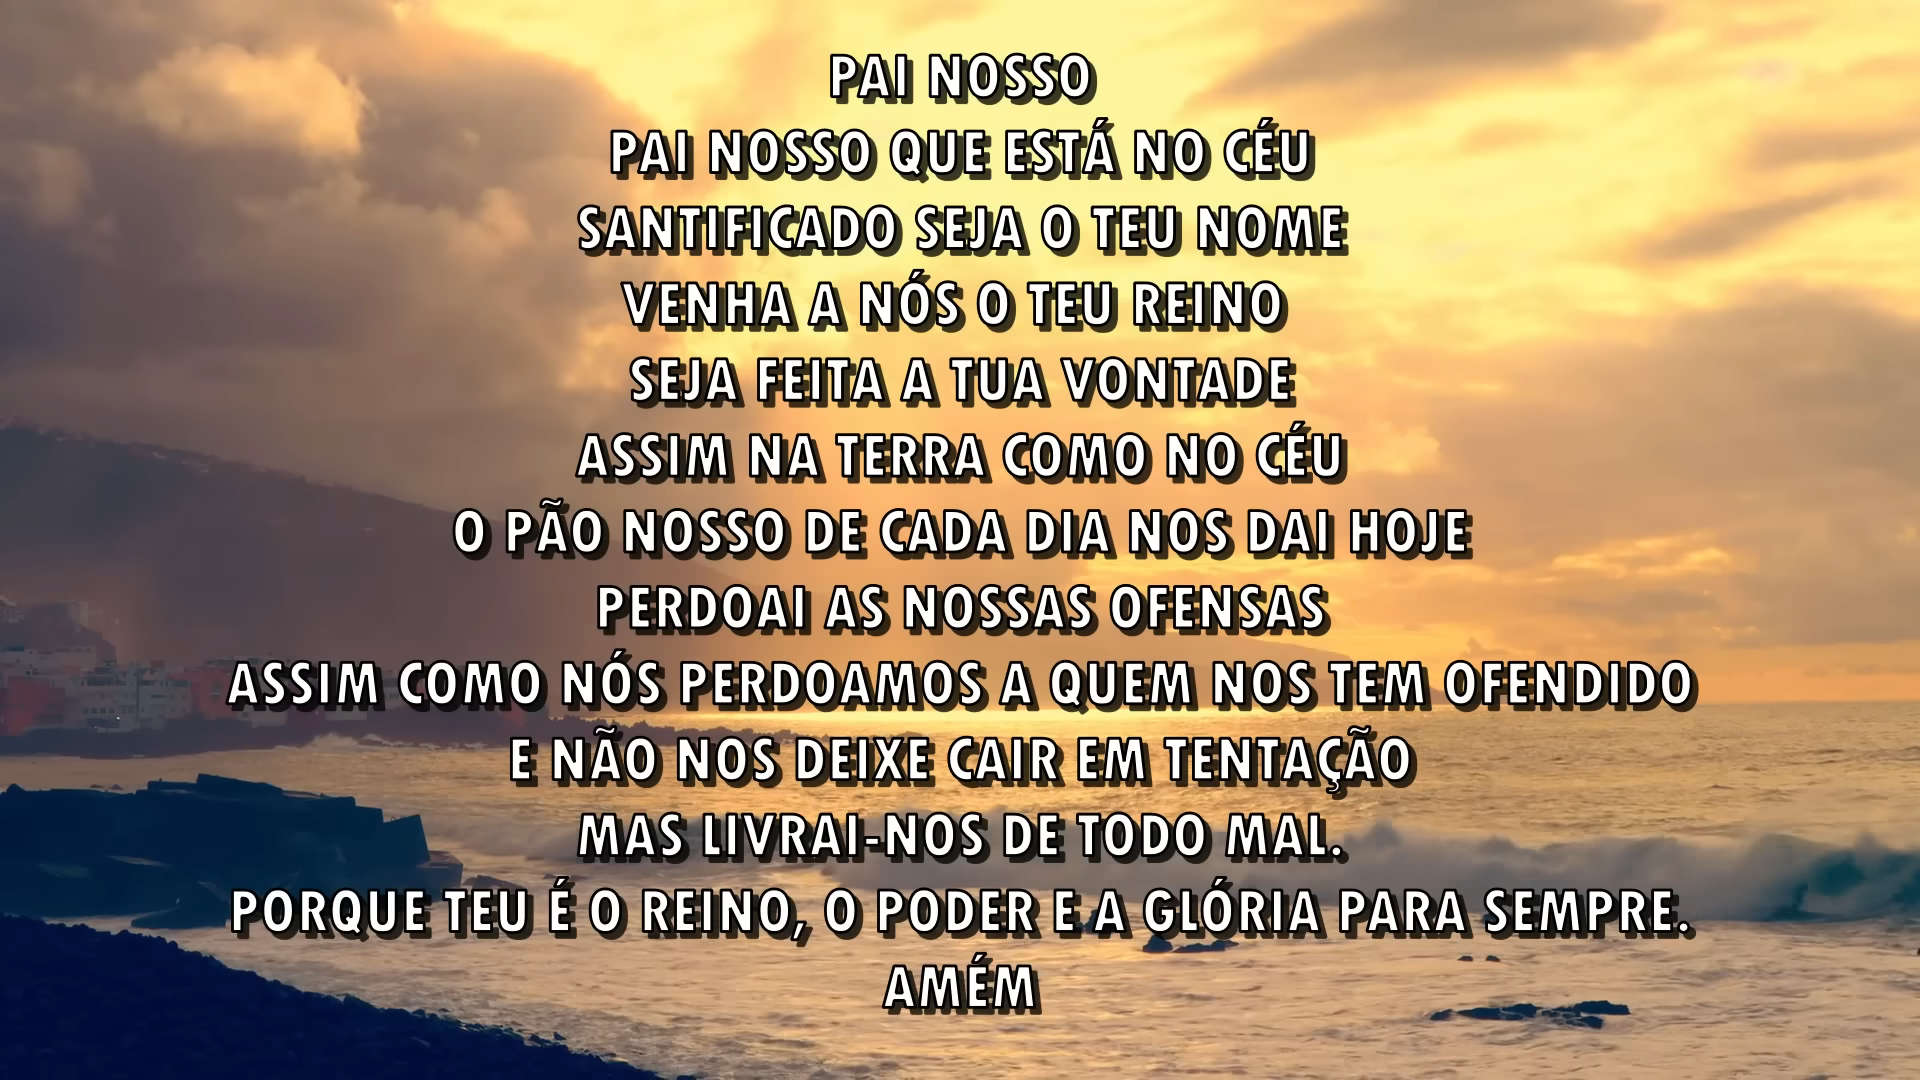 PAI NOSSO
PAI NOSSO QUE ESTÁ NO CÉU
SANTIFICADO SEJA O TEU NOME
VENHA A NÓS O TEU REINO
SEJA FEITA A TUA VONTADE
ASSIM NA TERRA COMO NO CÉU
O PÃO NOSSO DE CADA DIA NOS DAI HOJE
PERDOAI AS NOSSAS OFENSAS
ASSIM COMO NÓS PERDOAMOS A QUEM NOS TEM OFENDIDO
E NÃO NOS DEIXE CAIR EM TENTAÇÃO
MAS LIVRAI-NOS DE TODO MAL.
PORQUE TEU É O REINO, O PODER E A GLÓRIA PARA SEMPRE.
AMÉM